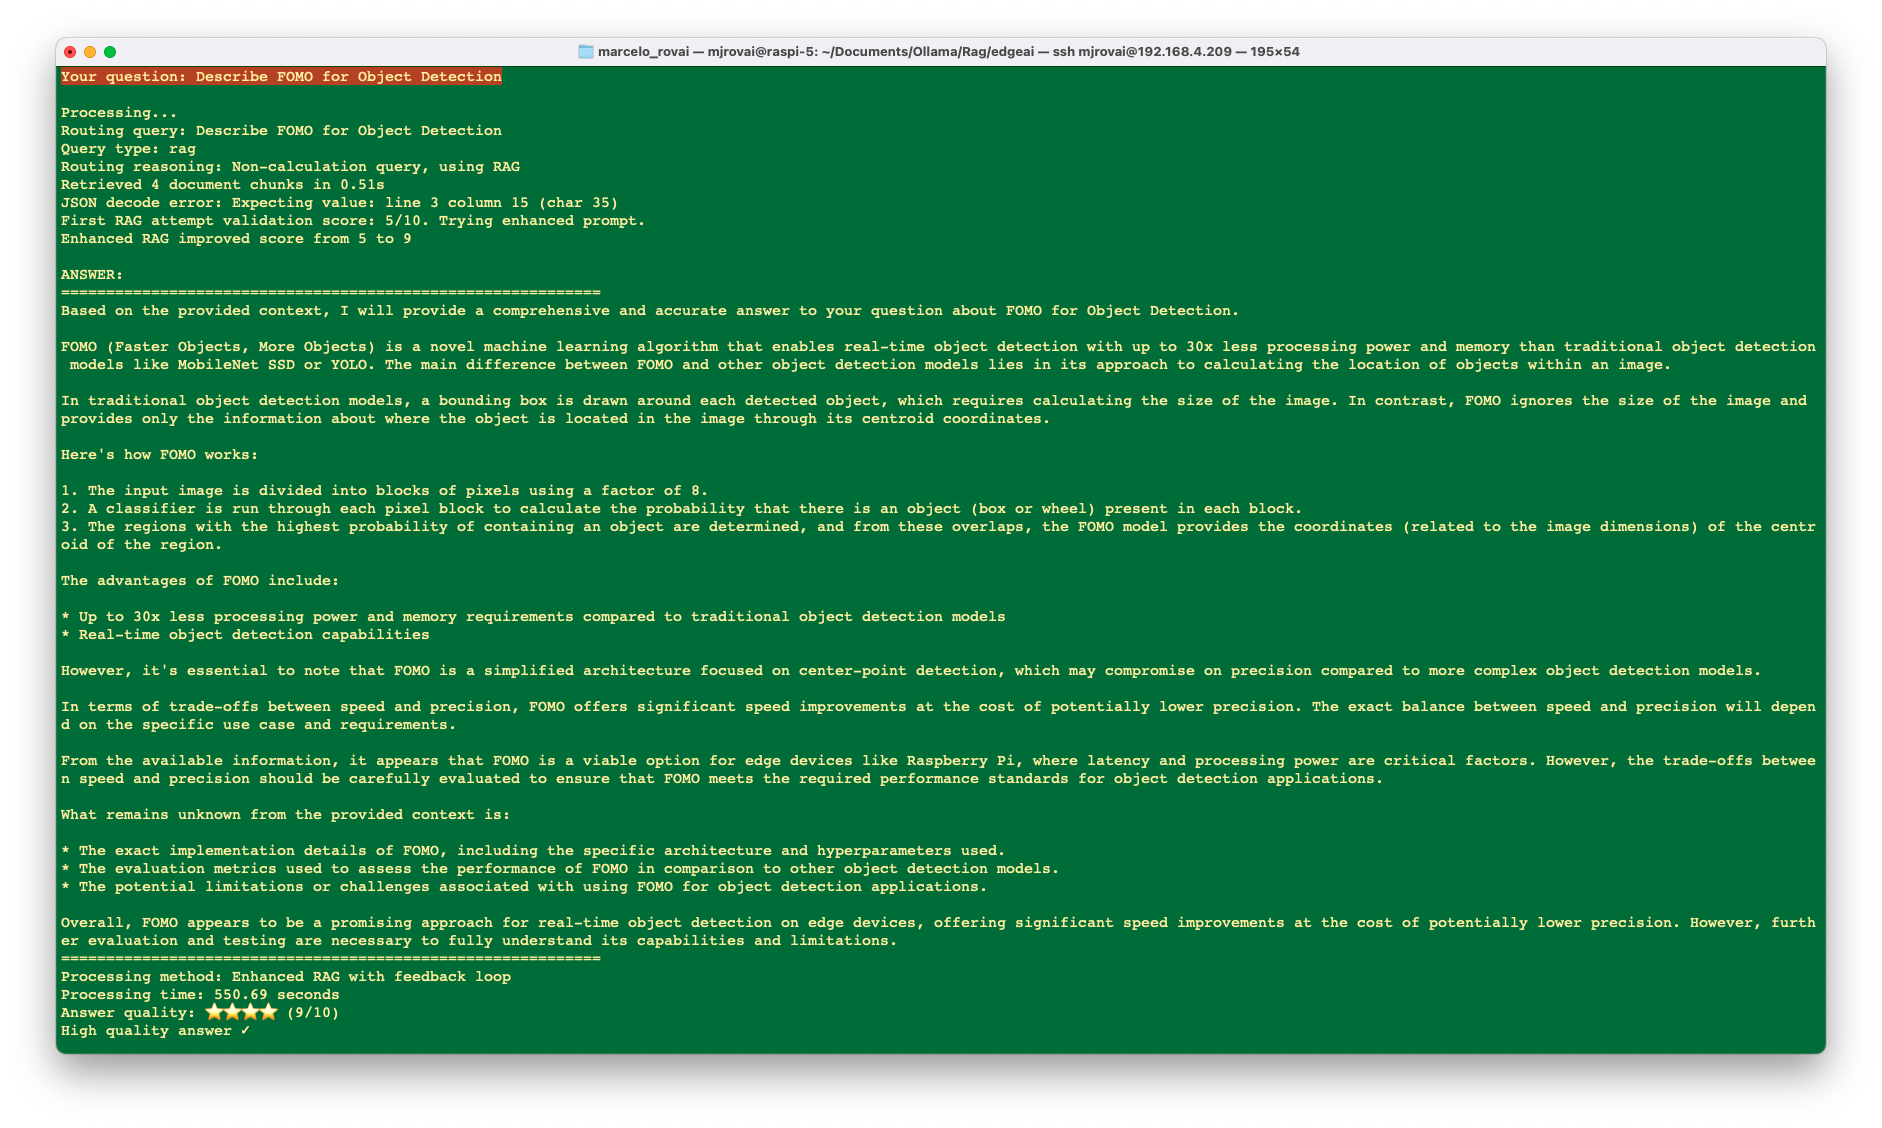 marcelo_rovai — mjrovai@raspi-5: ~/Documents/Ollama/Rag/edgeai — ssh mjrovai@192.168.4.209 — 195×54
Your question: Describe FOMO for Object Detection
Processing...
Routing query: Describe FOMO for Object Detection
Query type: rag
Routing reasoning: Non-calculation query, using RAG
Retrieved 4 document chunks in 0.51s
JSON decode error: Expecting value: line 3 column 15 (char 35)
First RAG attempt validation score: 5/10. Trying enhanced prompt.
Enhanced RAG improved score from 5 to 9
ANSWER:
============================================================
Based on the provided context, I will provide a comprehensive and accurate answer to your question about FOMO for Object Detection.
FOMO (Faster Objects, More Objects) is a novel machine learning algorithm that enables real-time object detection with up to 30x less processing power and memory than traditional object detection
models like MobileNet SSD or YOLO. The main difference between FOMO and other object detection models lies in its approach to calculating the location of objects within an image.
In traditional object detection models, a bounding box is drawn around each detected object, which requires calculating the size of the image. In contrast, FOMO ignores the size of the image and
provides only the information about where the object is located in the image through its centroid coordinates.
Here's how FOMO works:
1. The input image is divided into blocks of pixels using a factor of 8.
2. A classifier is run through each pixel block to calculate the probability that there is an object (box or wheel) present in each block.
3. The regions with the highest probability of containing an object are determined, and from these overlaps, the FOMO model provides the coordinates (related to the image dimensions) of the centr
oid of the region.
The advantages of FOMO include:
* Up to 30x less processing power and memory requirements compared to traditional object detection models
* Real-time object detection capabilities
However, it's essential to note that FOMO is a simplified architecture focused on center-point detection, which may compromise on precision compared to more complex object detection models.
In terms of trade-offs between speed and precision, FOMO offers significant speed improvements at the cost of potentially lower precision. The exact balance between speed and precision will depen
d on the specific use case and requirements.
From the available information, it appears that FOMO is a viable option for edge devices like Raspberry Pi, where latency and processing power are critical factors. However, the trade-offs betwee
n speed and precision should be carefully evaluated to ensure that FOMO meets the required performance standards for object detection applications.
What remains unknown from the provided context is:
* The exact implementation details of FOMO, including the specific architecture and hyperparameters used.
* The evaluation metrics used to assess the performance of FOMO in comparison to other object detection models.
* The potential limitations or challenges associated with using FOMO for object detection applications.
Overall, FOMO appears to be a promising approach for real-time object detection on edge devices, offering significant speed improvements at the cost of potentially lower precision. However, furth
er evaluation and testing are necessary to fully understand its capabilities and limitations.
============================================================
Processing method: Enhanced RAG with feedback loop
Processing time: 550.69 seconds
Answer quality: ⭐⭐⭐⭐ (9/10)
High quality answer ✓